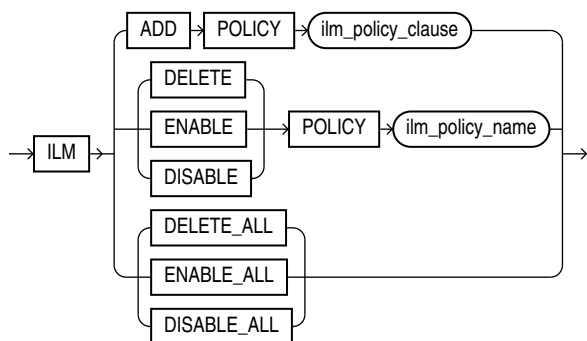 ADD POLICY ilm_policy_clause
DELETE
ILM ENABLE POLICY ilm_policy_name
DISABLE
DELETE_ALL
ENABLE_ALL
DISABLE_ALL